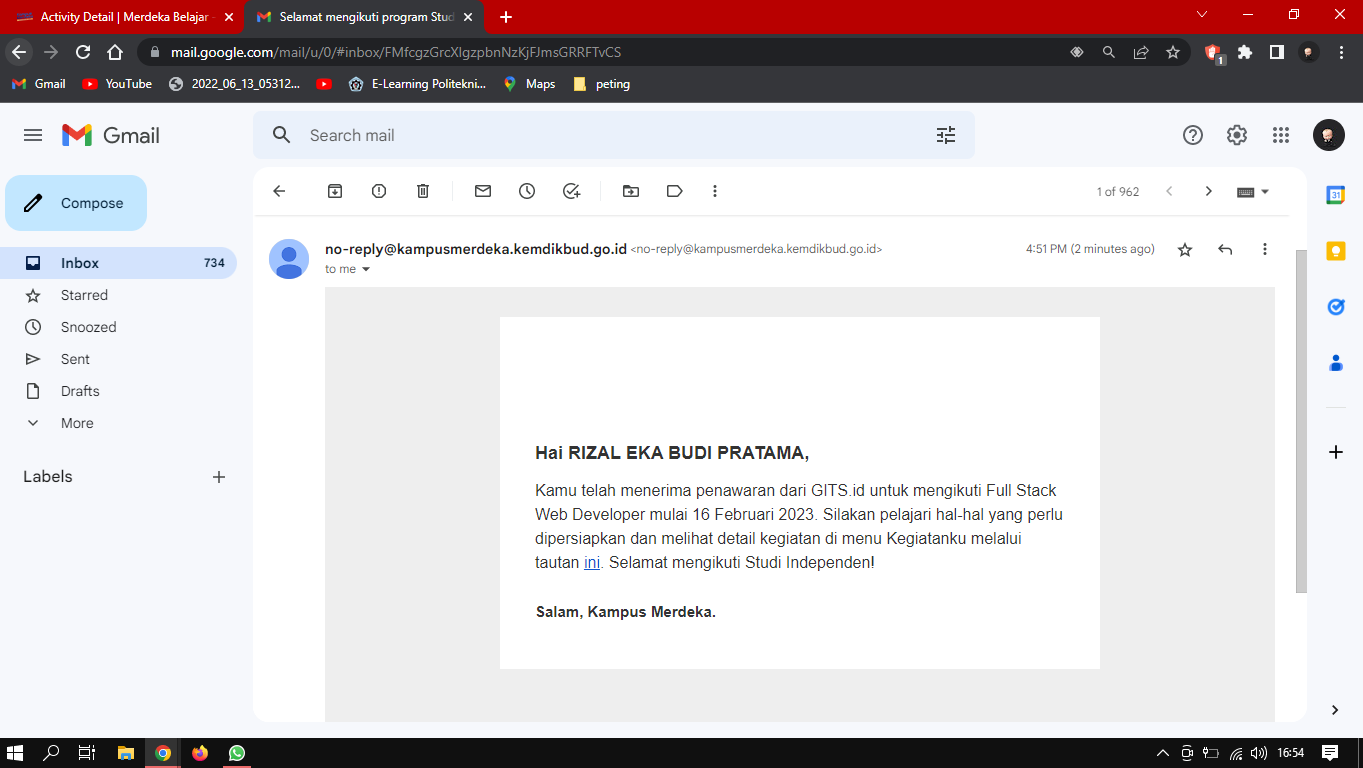 Activity Detail | Merdeka Belajar -
Selamat mengikuti program Stud
mail.google.com/mail/u/0/#inbox/FMfcgzGrcXlgzpbnNzKjFJmsGRRFTvCS
1
Gmail
YouTube
2022_06_13_05312...
E-Learning Politekni...
Maps
peting
Gmail
Search mail
Compose
1 of 962
31
Inbox 734
Starred
Snoozed
Sent
Drafts
More
Labels
no-reply@kampusmerdeka.kemdikbud.go.id <no-reply@kampusmerdeka.kemdikbud.go.id>
4:51 PM (2 minutes ago)
to me
Hai RIZAL EKA BUDI PRATAMA,
Kamu telah menerima penawaran dari GITS.id untuk mengikuti Full Stack
Web Developer mulai 16 Februari 2023. Silakan pelajari hal-hal yang perlu
dipersiapkan dan melihat detail kegiatan di menu Kegiatanku melalui
tautan ini. Selamat mengikuti Studi Independen!
Salam, Kampus Merdeka.
16:54